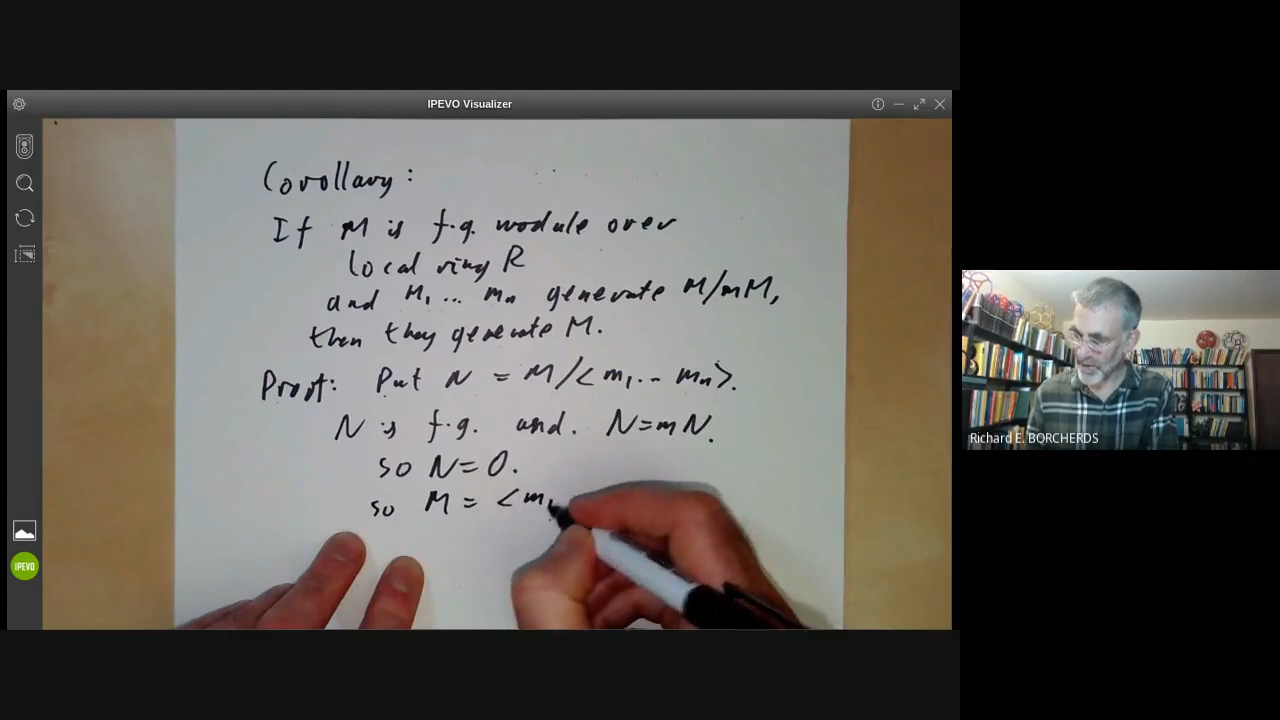 IPEVO Visualizer
Corollary:
If M is f.g. module over
local ring R
and m₁ ... mₙ generate M/mM,
then they generate M.
Proof: Put N = M/<m₁... mₙ>.
N is f.g. and. N=mN.
so N=0.
so M = <m₁
IPEVO
Richard E. BORCHERDS